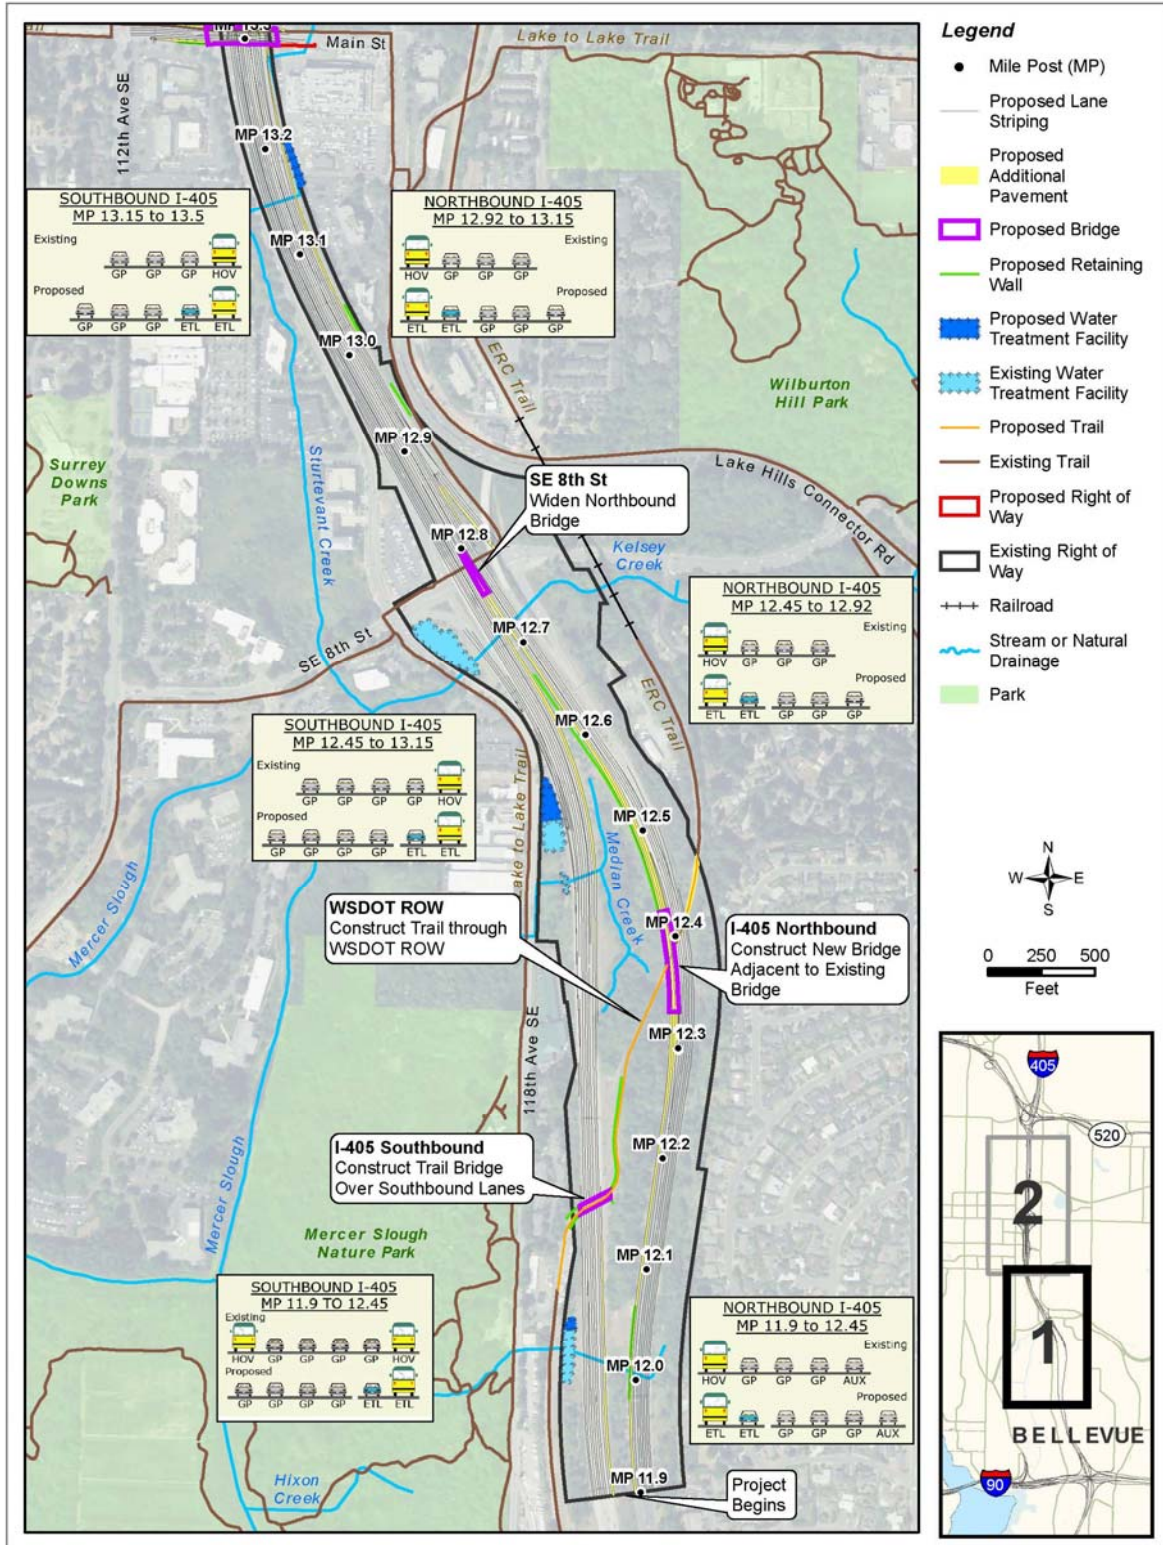 MP 13.3
Main St
Lake to Lake Trail
112th Ave SE
MP 13.2
SOUTHBOUND I-405
MP 13.15 to 13.5
Existing
GP GP GP HOV
Proposed
GP GP GP ETL ETL
NORTHBOUND I-405
MP 12.92 to 13.15
Existing
HOV GP GP GP
Proposed
ETL ETL GP GP GP
MP 13.1
MP 13.0
ERC Trail
Wilburton
Hill Park
MP 12.9
Surrey
Downs
Park
Sturtevant Creek
Lake Hills Connector Rd
SE 8th St
Widen Northbound
Bridge
MP 12.8
Kelsey
Creek
NORTHBOUND I-405
MP 12.45 to 12.92
Existing
HOV GP GP GP
Proposed
ETL ETL GP GP GP
MP 12.7
SE 8th St
ERC Trail
MP 12.6
SOUTHBOUND I-405
MP 12.45 to 13.15
Existing
GP GP GP GP HOV
Proposed
GP GP GP GP ETL ETL
Lake to Lake Trail
MP 12.5
Median Creek
Mercer Slough
WSDOT ROW
Construct Trail through
WSDOT ROW
MP 12.4
I-405 Northbound
Construct New Bridge
Adjacent to Existing
Bridge
118th Ave SE
MP 12.3
I-405 Southbound
Construct Trail Bridge
Over Southbound Lanes
MP 12.2
Mercer Slough
Mercer Slough
Nature Park
MP 12.1
SOUTHBOUND I-405
MP 11.9 TO 12.45
Existing
HOV GP GP GP GP HOV
Proposed
GP GP GP GP ETL ETL
NORTHBOUND I-405
MP 11.9 to 12.45
Existing
HOV GP GP GP AUX
Proposed
ETL ETL GP GP GP AUX
MP 12.0
Hixon
Creek
MP 11.9
Project
Begins
Legend
Mile Post (MP)
Proposed Lane
Striping
Proposed
Additional
Pavement
Proposed Bridge
Proposed Retaining
Wall
Proposed Water
Treatment Facility
Existing Water
Treatment Facility
Proposed Trail
Existing Trail
Proposed Right of
Way
Existing Right of
Way
Railroad
Stream or Natural
Drainage
Park
N
W E
S
0 250 500
Feet
405
520
2
1
BELLEVUE
90